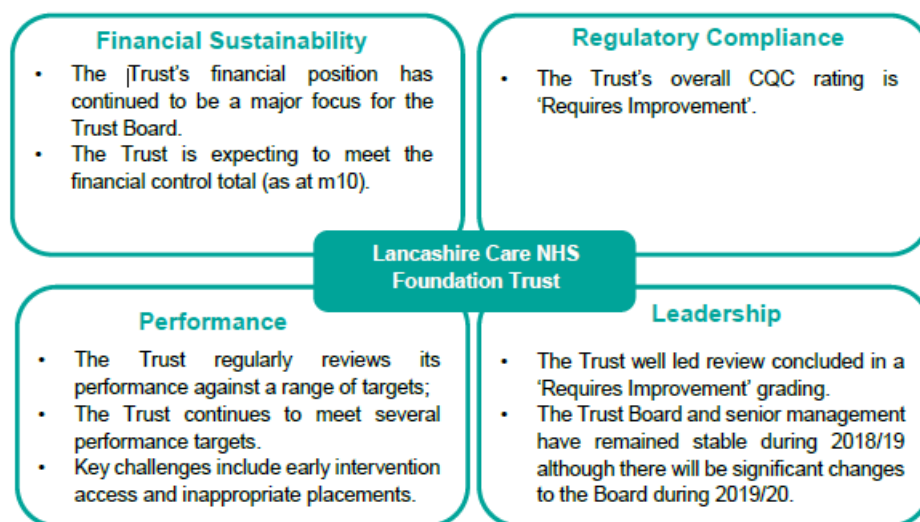 Financial Sustainability
• The Trust's financial position has
continued to be a major focus for the
Trust Board.
• The Trust is expecting to meet the
financial control total (as at m10).
Regulatory Compliance
• The Trust's overall CQC rating is
'Requires Improvement'.
Lancashire Care NHS
Foundation Trust
Performance
• The Trust regularly reviews its
performance against a range of targets;
• The Trust continues to meet several
performance targets.
• Key challenges include early intervention
access and inappropriate placements.
Leadership
• The Trust well led review concluded in a
'Requires Improvement' grading.
• The Trust Board and senior management
have remained stable during 2018/19
although there will be significant changes
to the Board during 2019/20.